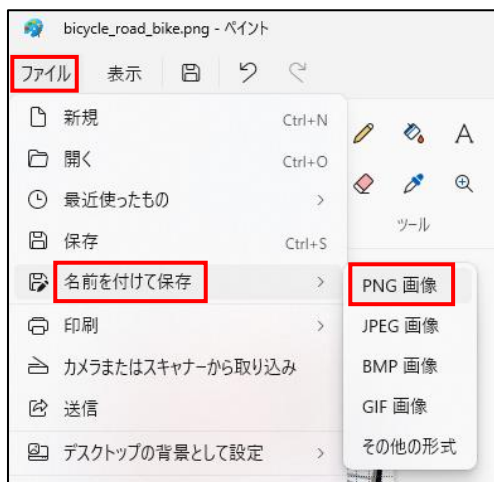 bicycle_road_bike.png - ペイント
ファイル 表示
新規 Ctrl+N
開く Ctrl+O
最近使ったもの
保存 Ctrl+S
名前を付けて保存
印刷
カメラまたはスキャナーから取り込み
送信
デスクトップの背景として設定
A
ツール
PNG 画像
JPEG 画像
BMP 画像
GIF 画像
その他の形式